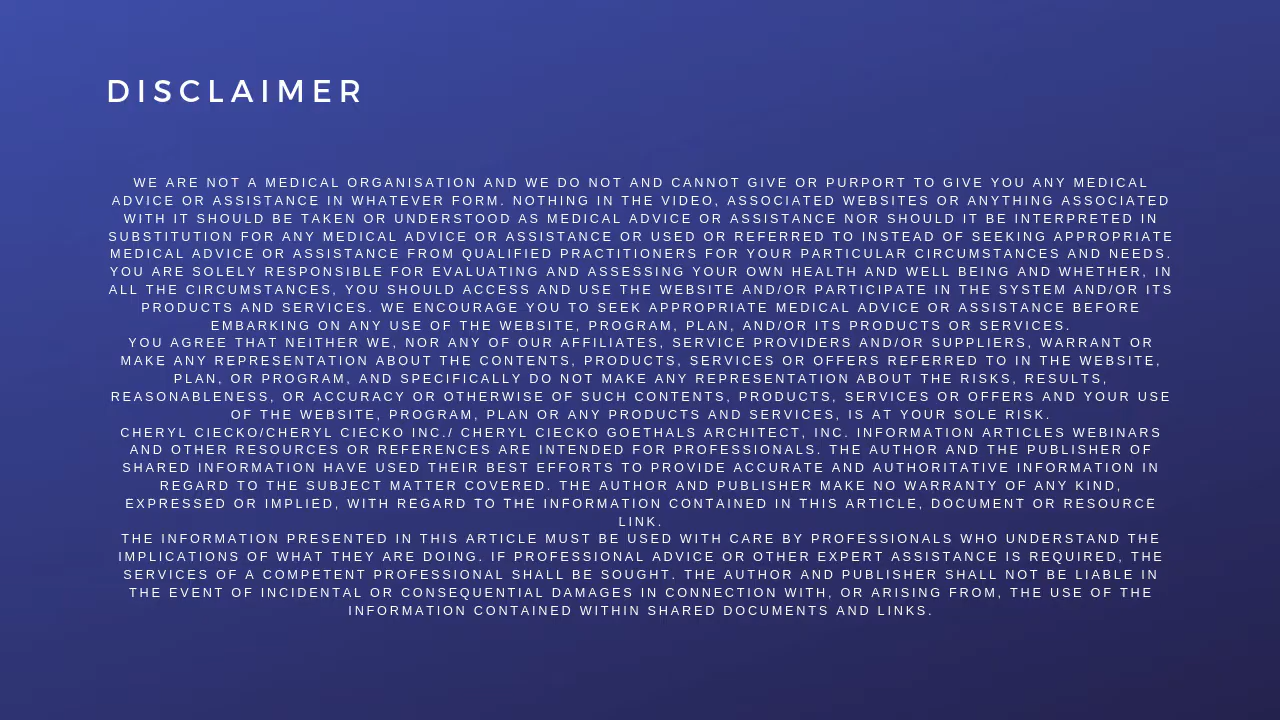 DISCLAIMER
WE ARE NOT A MEDICAL ORGANISATION AND WE DO NOT AND CANNOT GIVE OR PURPORT TO GIVE YOU ANY MEDICAL
ADVICE OR ASSISTANCE IN WHATEVER FORM. NOTHING IN THE VIDEO, ASSOCIATED WEBSITES OR ANYTHING ASSOCIATED
WITH IT SHOULD BE TAKEN OR UNDERSTOOD AS MEDICAL ADVICE OR ASSISTANCE NOR SHOULD IT BE INTERPRETED IN
SUBSTITUTION FOR ANY MEDICAL ADVICE OR ASSISTANCE OR USED OR REFERRED TO INSTEAD OF SEEKING APPROPRIATE
MEDICAL ADVICE OR ASSISTANCE FROM QUALIFIED PRACTITIONERS FOR YOUR PARTICULAR CIRCUMSTANCES AND NEEDS.
YOU ARE SOLELY RESPONSIBLE FOR EVALUATING AND ASSESSING YOUR OWN HEALTH AND WELL BEING AND WHETHER, IN
ALL THE CIRCUMSTANCES, YOU SHOULD ACCESS AND USE THE WEBSITE AND/OR PARTICIPATE IN THE SYSTEM AND/OR ITS
PRODUCTS AND SERVICES. WE ENCOURAGE YOU TO SEEK APPROPRIATE MEDICAL ADVICE OR ASSISTANCE BEFORE
EMBARKING ON ANY USE OF THE WEBSITE, PROGRAM, PLAN, AND/OR ITS PRODUCTS OR SERVICES.
YOU AGREE THAT NEITHER WE, NOR ANY OF OUR AFFILIATES, SERVICE PROVIDERS AND/OR SUPPLIERS, WARRANT OR
MAKE ANY REPRESENTATION ABOUT THE CONTENTS, PRODUCTS, SERVICES OR OFFERS REFERRED TO IN THE WEBSITE,
PLAN, OR PROGRAM, AND SPECIFICALLY DO NOT MAKE ANY REPRESENTATION ABOUT THE RISKS, RESULTS,
REASONABLENESS, OR ACCURACY OR OTHERWISE OF SUCH CONTENTS, PRODUCTS, SERVICES OR OFFERS AND YOUR USE
OF THE WEBSITE, PROGRAM, PLAN OR ANY PRODUCTS AND SERVICES, IS AT YOUR SOLE RISK.
CHERYL CIECKO/CHERYL CIECKO INC./ CHERYL CIECKO GOETHALS ARCHITECT, INC. INFORMATION ARTICLES WEBINARS
AND OTHER RESOURCES OR REFERENCES ARE INTENDED FOR PROFESSIONALS. THE AUTHOR AND THE PUBLISHER OF
SHARED INFORMATION HAVE USED THEIR BEST EFFORTS TO PROVIDE ACCURATE AND AUTHORITATIVE INFORMATION IN
REGARD TO THE SUBJECT MATTER COVERED. THE AUTHOR AND PUBLISHER MAKE NO WARRANTY OF ANY KIND,
EXPRESSED OR IMPLIED, WITH REGARD TO THE INFORMATION CONTAINED IN THIS ARTICLE, DOCUMENT OR RESOURCE
LINK.
THE INFORMATION PRESENTED IN THIS ARTICLE MUST BE USED WITH CARE BY PROFESSIONALS WHO UNDERSTAND THE
IMPLICATIONS OF WHAT THEY ARE DOING. IF PROFESSIONAL ADVICE OR OTHER EXPERT ASSISTANCE IS REQUIRED, THE
SERVICES OF A COMPETENT PROFESSIONAL SHALL BE SOUGHT. THE AUTHOR AND PUBLISHER SHALL NOT BE LIABLE IN
THE EVENT OF INCIDENTAL OR CONSEQUENTIAL DAMAGES IN CONNECTION WITH, OR ARISING FROM, THE USE OF THE
INFORMATION CONTAINED WITHIN SHARED DOCUMENTS AND LINKS.